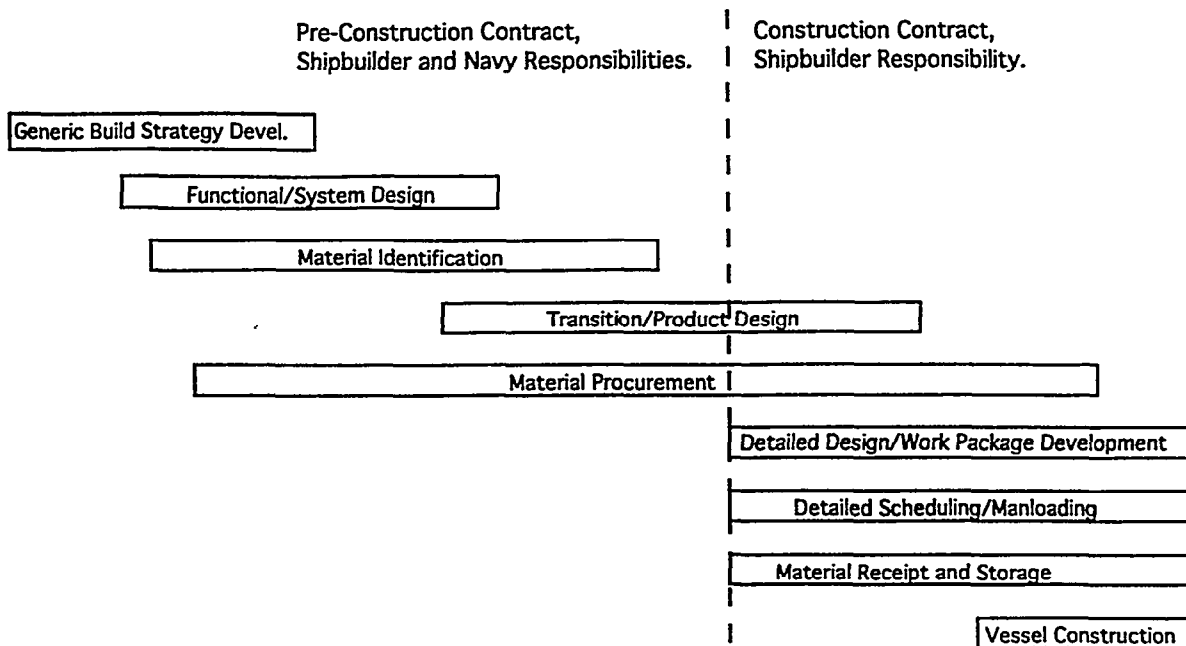 Pre-Construction Contract,
Shipbuilder and Navy Responsibilities.
Construction Contract,
Shipbuilder Responsibility.
Generic Build Strategy Devel.
Functional/System Design
Material Identification
Transition/Product Design
Material Procurement
Detailed Design/Work Package Development
Detailed Scheduling/Manloading
Material Receipt and Storage
Vessel Construction